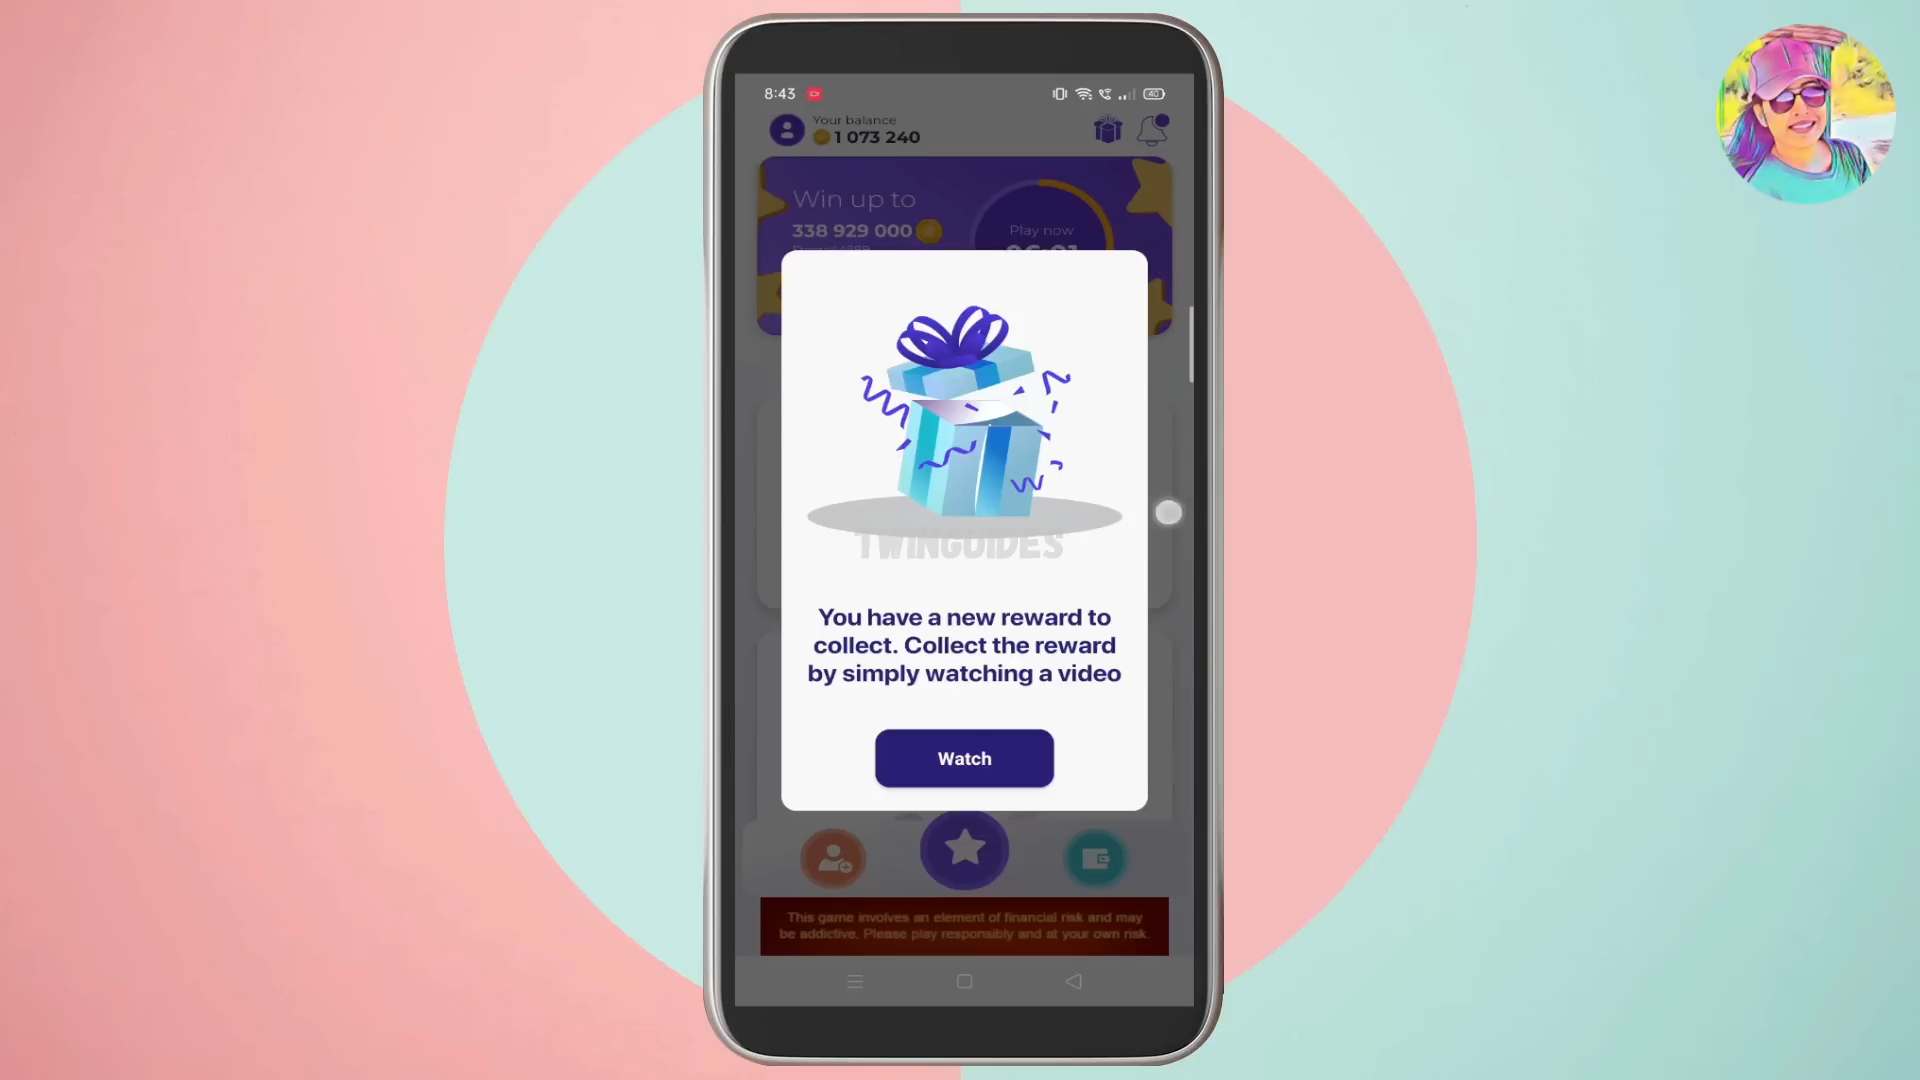 8:43
40
Your balance
1 073 240
Win up to
338 929 000
Play now
TWINGUIDES
You have a new reward to
collect. Collect the reward
by simply watching a video
Watch
This game involves an element of financial risk and may
be addictive. Please play responsibly and at your own risk.